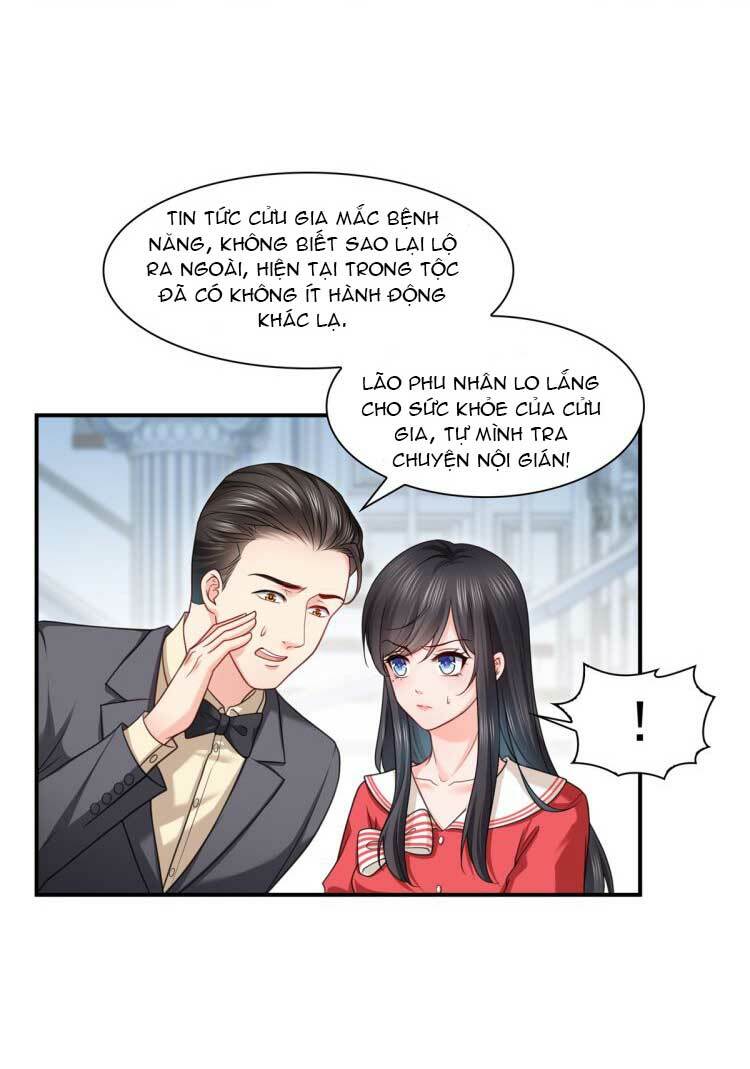 TIN TỨC CỬU GIA MẮC BỆNH
NĂNG, KHÔNG BIẾT SAO LẠI LỘ
RA NGOÀI, HIỆN TẠI TRONG TỘC
ĐÃ CÓ KHÔNG ÍT HÀNH ĐỘNG
KHÁC LẠ.
LÃO PHU NHÂN LO LẮNG
CHO SỨC KHỎE CỦA CỬU
GIA, TỰ MÌNH TRA
CHUYỆN NỘI GIÁN!
!